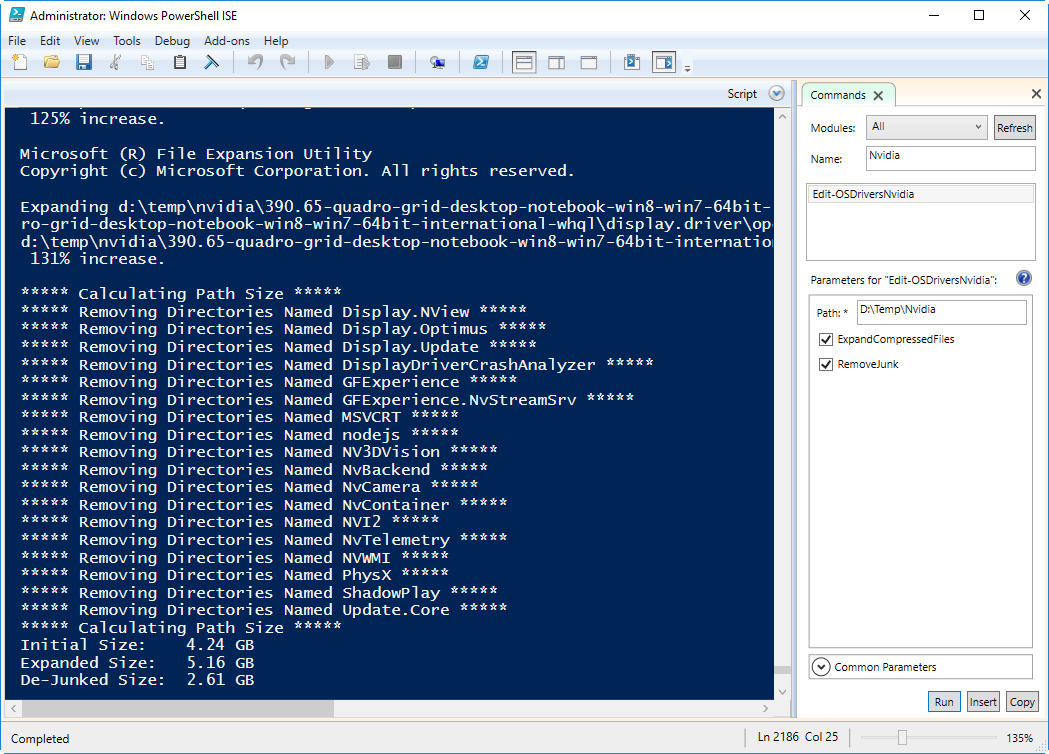 Administrator: Windows PowerShell ISE
File Edit View Tools Debug Add-ons Help
Script
125% increase.
Microsoft (R) File Expansion Utility
Copyright (c) Microsoft Corporation. All rights reserved.
Expanding d:\temp\nvidia\390.65-quadro-grid-desktop-notebook-win8-win7-64bit-
ro-grid-desktop-notebook-win8-win7-64bit-international-whql\display.driver\op
d:\temp\nvidia\390.65-quadro-grid-desktop-notebook-win8-win7-64bit-internatio
131% increase.
***** Calculating Path Size *****
***** Removing Directories Named Display.NView *****
***** Removing Directories Named Display.Optimus *****
***** Removing Directories Named Display.Update *****
***** Removing Directories Named DisplayDriverCrashAnalyzer *****
***** Removing Directories Named GFExperience *****
***** Removing Directories Named GFExperience.NvStreamSrv *****
***** Removing Directories Named MSVCRT *****
***** Removing Directories Named nodejs *****
***** Removing Directories Named NV3DVision *****
***** Removing Directories Named NvBackend *****
***** Removing Directories Named NvCamera *****
***** Removing Directories Named NvContainer *****
***** Removing Directories Named NVI2 *****
***** Removing Directories Named NvTelemetry *****
***** Removing Directories Named NVWMI *****
***** Removing Directories Named PhysX *****
***** Removing Directories Named ShadowPlay *****
***** Removing Directories Named Update.Core *****
***** Calculating Path Size *****
Initial Size: 4.24 GB
Expanded Size: 5.16 GB
De-Junked Size: 2.61 GB
Commands
Modules: All Refresh
Name: Nvidia
Edit-OSDriversNvidia
Parameters for "Edit-OSDriversNvidia":
Path: * D:\Temp\Nvidia
ExpandCompressedFiles
RemoveJunk
Common Parameters
Run Insert Copy
Completed
Ln 2186 Col 25
135%